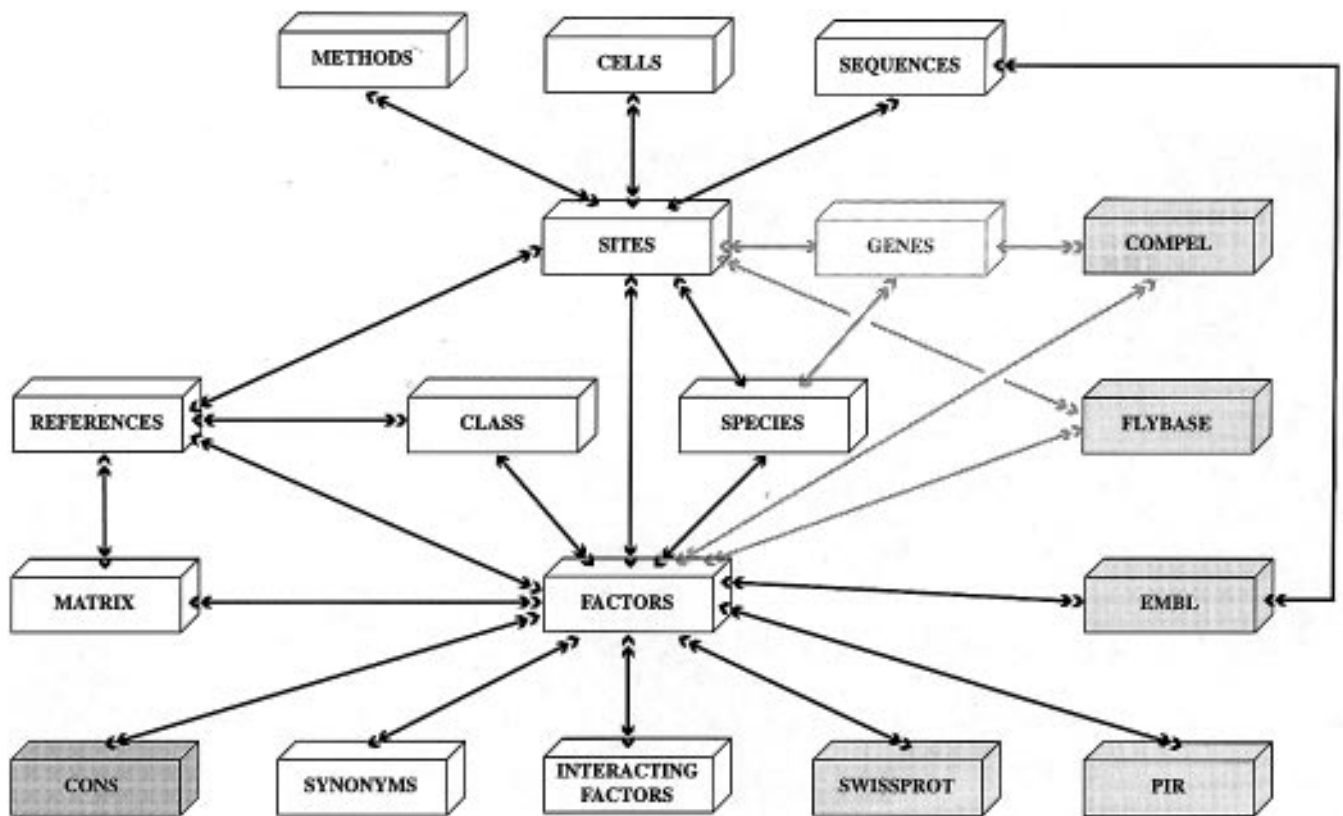 METHODS
CELLS
SEQUENCES
SITES
GENES
COMPEL
REFERENCES
CLASS
SPECIES
FLYBASE
MATRIX
FACTORS
EMBL
CONS
SYNONYMS
INTERACTING
FACTORS
SWISSPROT
PIR